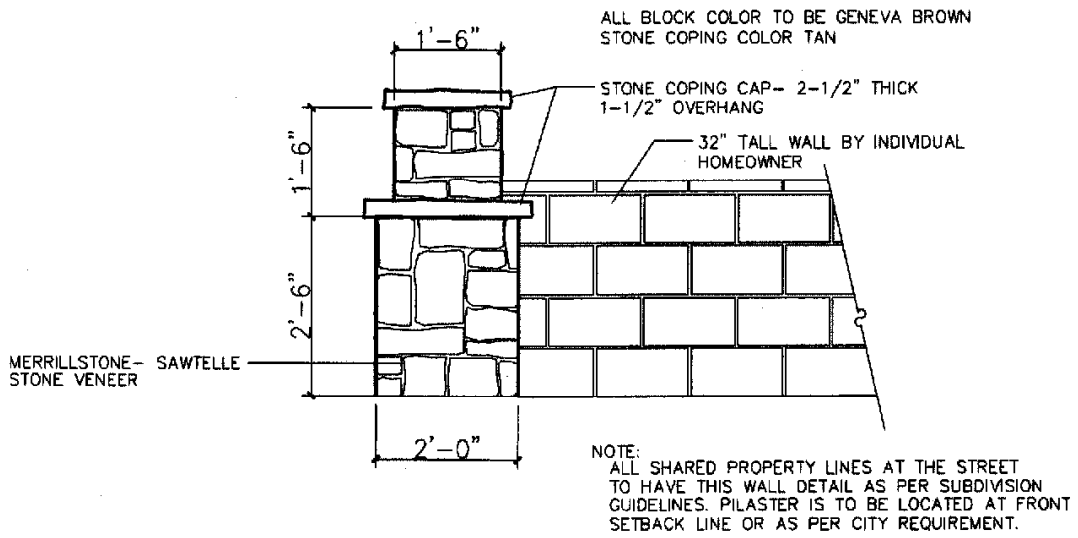 ALL BLOCK COLOR TO BE GENEVA BROWN
STONE COPING COLOR TAN
1'-6"
STONE COPING CAP- 2-1/2" THICK
1-1/2" OVERHANG
32" TALL WALL BY INDIVIDUAL
HOMEOWNER
1'-6"
2'-6"
MERRILLSTONE- SAWTELLE
STONE VENEER
2'-0"
NOTE:
ALL SHARED PROPERTY LINES AT THE STREET
TO HAVE THIS WALL DETAIL AS PER SUBDIVISION
GUIDELINES. PILASTER IS TO BE LOCATED AT FRONT
SETBACK LINE OR AS PER CITY REQUIREMENT.